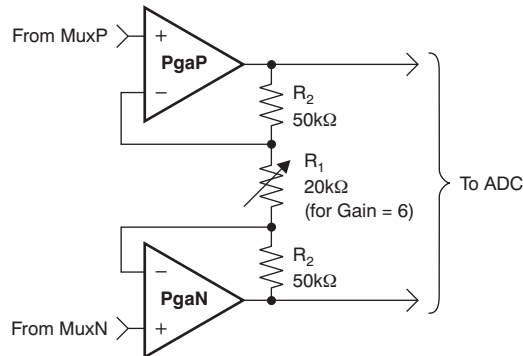 From MuxP
+
PgaP
−
R2
50kΩ
R1
20kΩ
(for Gain = 6)
To ADC
R2
50kΩ
−
PgaN
From MuxN
+